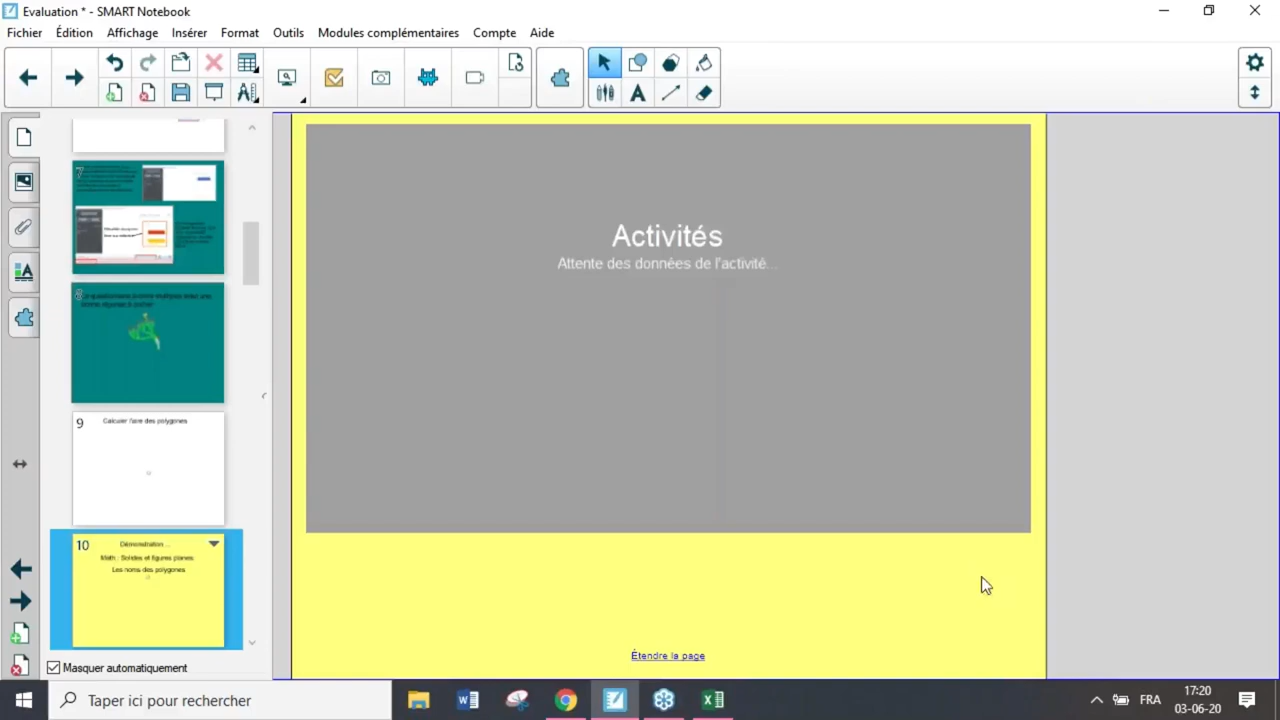 Evaluation * - SMART Notebook
Fichier Édition Affichage Insérer Format Outils Modules complémentaires Compte Aide
7
8
9
Calculer l'aire des polygones
10
Démonstration ...
Math : Solides et figures planes:
Les noms des polygones
Masquer automatiquement
Activités
Attente des données de l'activité...
Étendre la page
Taper ici pour rechercher
FRA
17:20
03-06-20